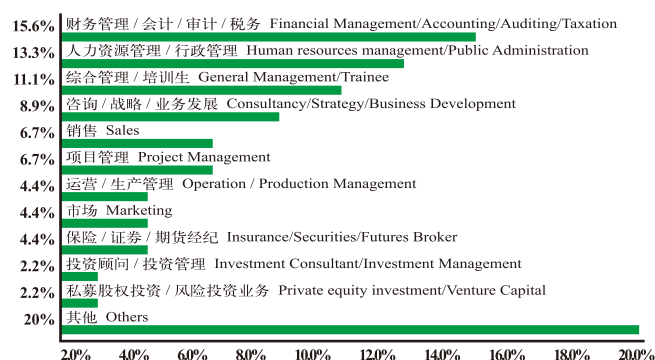 15.6% 财务管理 / 会计 / 审计 / 税务 Financial Management/Accounting/Auditing/Taxation
13.3% 人力资源管理 / 行政管理 Human resources management/Public Administration
11.1% 综合管理 / 培训生 General Management/Trainee
8.9% 咨询 / 战略 / 业务发展 Consultancy/Strategy/Business Development
6.7% 销售 Sales
6.7% 项目管理 Project Management
4.4% 运营 / 生产管理 Operation / Production Management
4.4% 市场 Marketing
4.4% 保险 / 证券 / 期货经纪 Insurance/Securities/Futures Broker
2.2% 投资顾问 / 投资管理 Investment Consultant/Investment Management
2.2% 私募股权投资 / 风险投资业务 Private equity investment/Venture Capital
20% 其他 Others
2.0% 4.0% 6.0% 8.0% 10.0% 12.0% 14.0% 16.0% 18.0% 20.0%